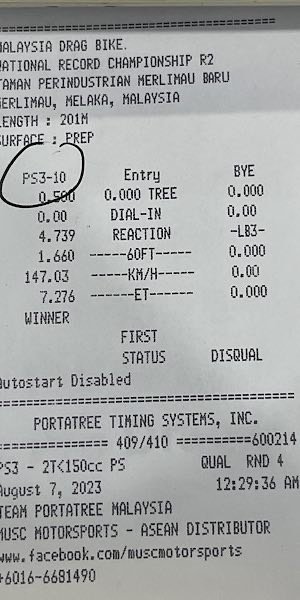 MALAYSIA DRAG BIKE.
NATIONAL RECORD CHAMPIONSHIP R2
TAMAN PERINDUSTRIAN MERLIMAU BARU
MERLIMAU, MELAKA, MALAYSIA
LENGTH : 201M
SURFACE : PREP
PS3-10 Entry BYE
0.500 0.000 TREE 0.000
0.00 DIAL-IN 0.00
4.739 REACTION -LB3-
1.660 ------60FT----- 0.000
147.03 ------KM/H----- 0.00
7.276 -------ET------ 0.000
WINNER
FIRST
STATUS DISQUAL
Autostart Disabled
PORTATREE TIMING SYSTEMS, INC.
================ 409/410 ===========600214
PS3 - 2T<150cc PS QUAL RND 4
August 7, 2023 12:29:36 AM
TEAM PORTATREE MALAYSIA
MUSC MOTORSPORTS - ASEAN DISTRIBUTOR
www.facebook.com/muscmotorsports
+6016-6681490